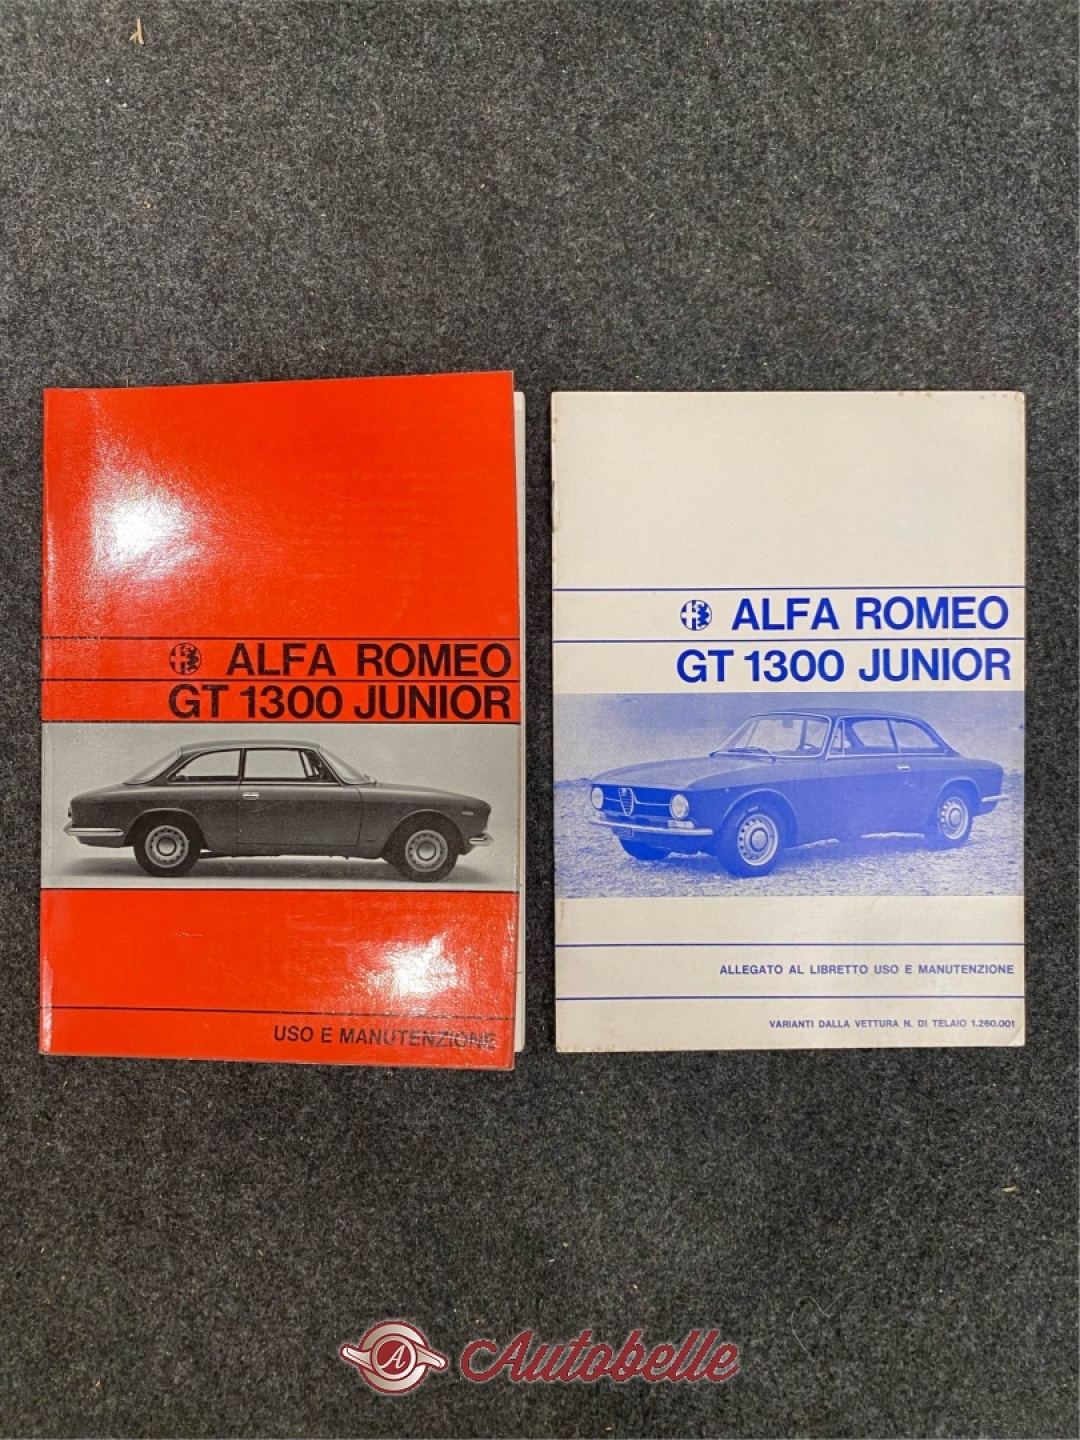 ALFA ROMEO
GT 1300 JUNIOR
USO E MANUTENZIONE
ALFA ROMEO
GT 1300 JUNIOR
ALLEGATO AL LIBRETTO USO E MANUTENZIONE
VARIANTI DALLA VETTURA N. DI TELAIO 1.260.001
A Autobelle